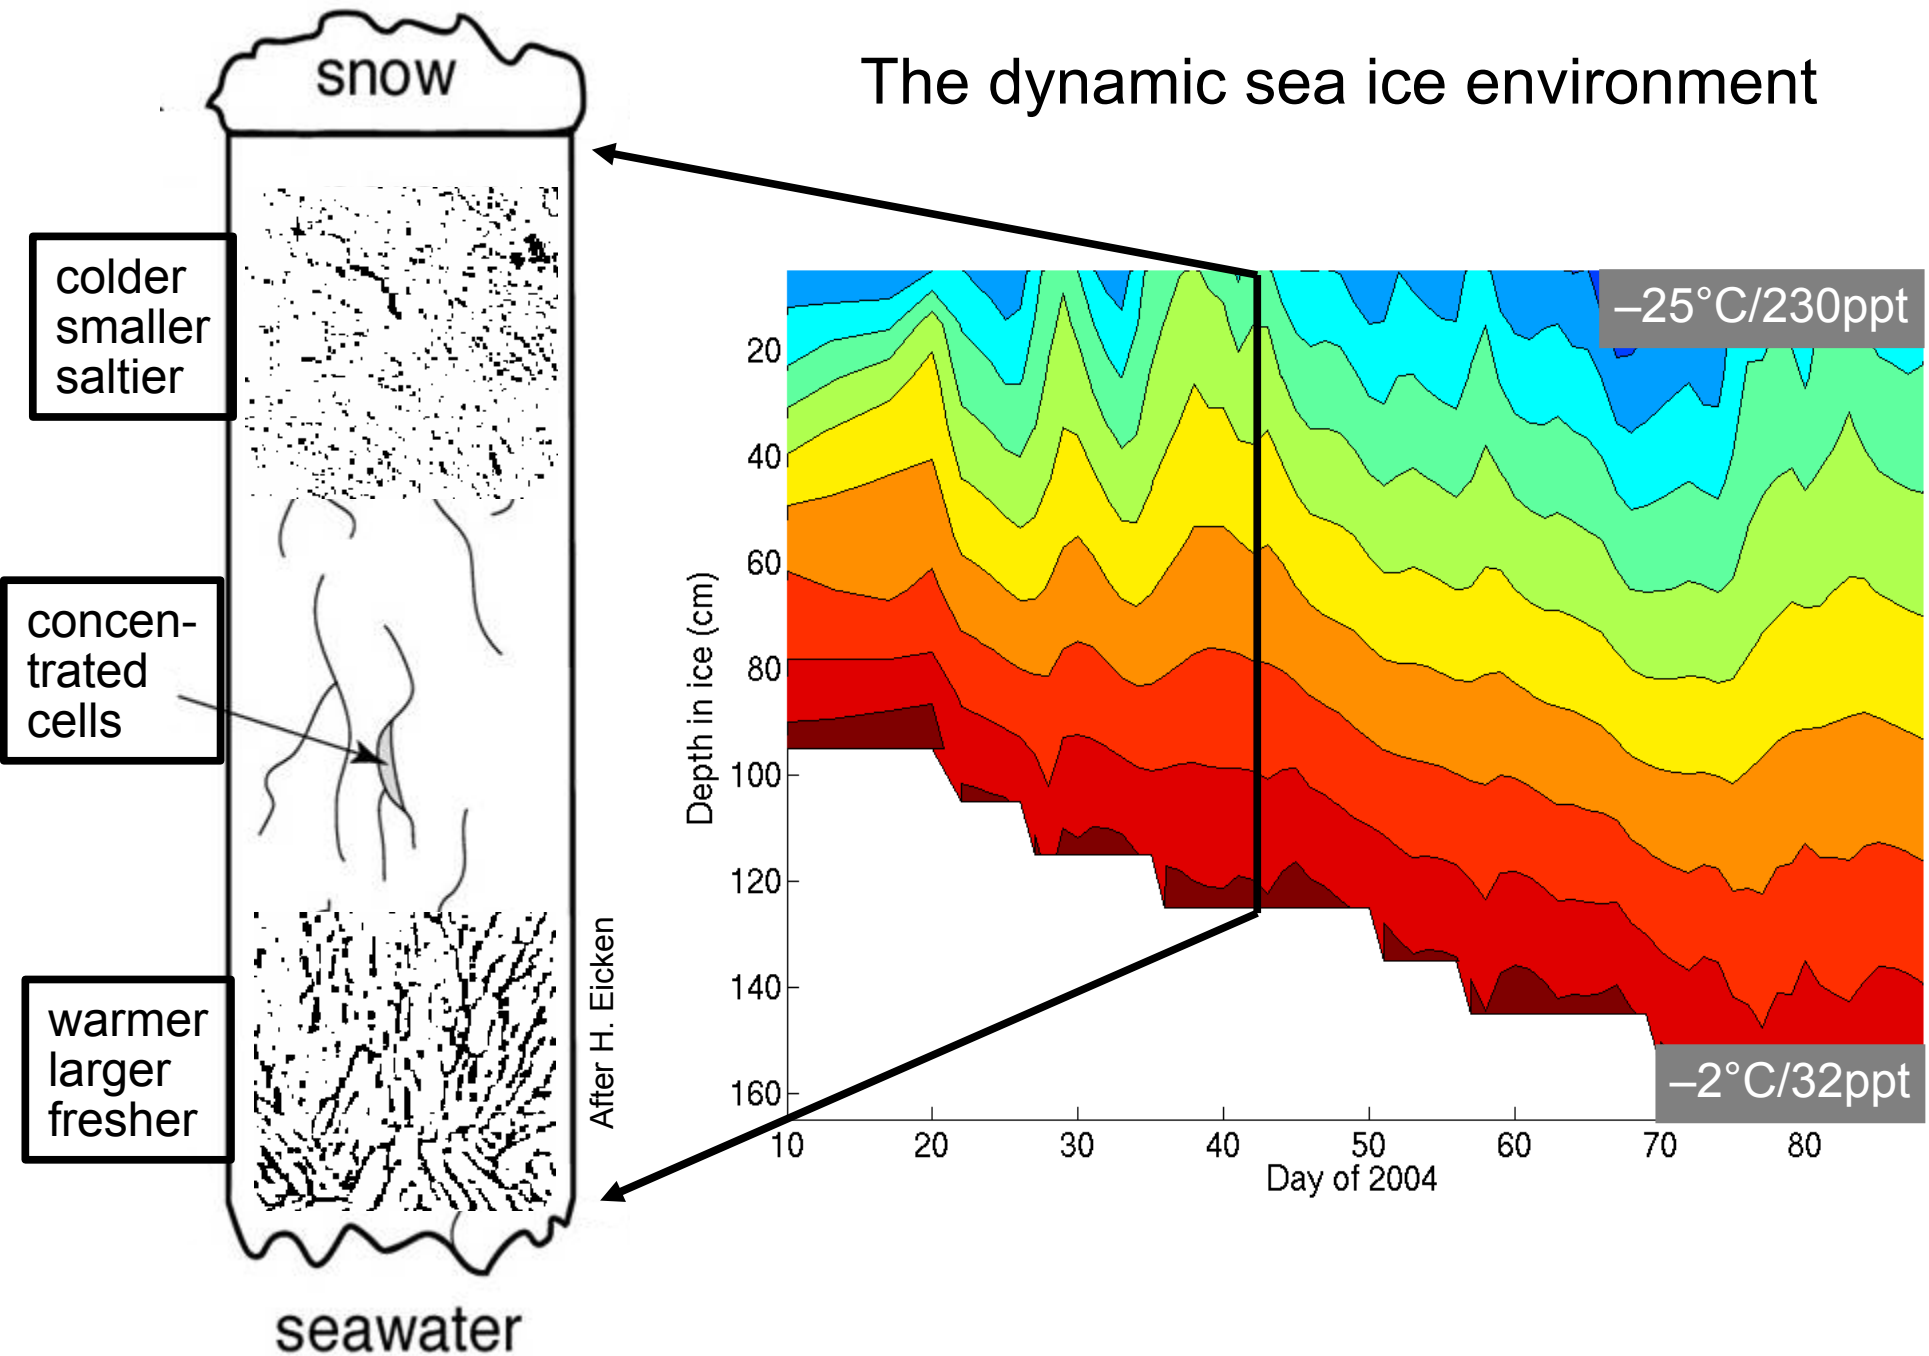 The dynamic sea ice environment
snow
colder
smaller
saltier
concen-
trated
cells
warmer
larger
fresher
After H. Eicken
seawater
–25°C/230ppt
–2°C/32ppt
Depth in ice (cm)
20
40
60
80
100
120
140
160
10 20 30 40 50 60 70 80
Day of 2004